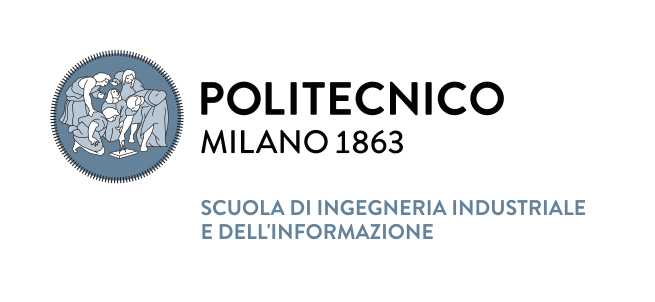 POLITECNICO
MILANO 1863
SCUOLA DI INGEGNERIA INDUSTRIALE
E DELL'INFORMAZIONE